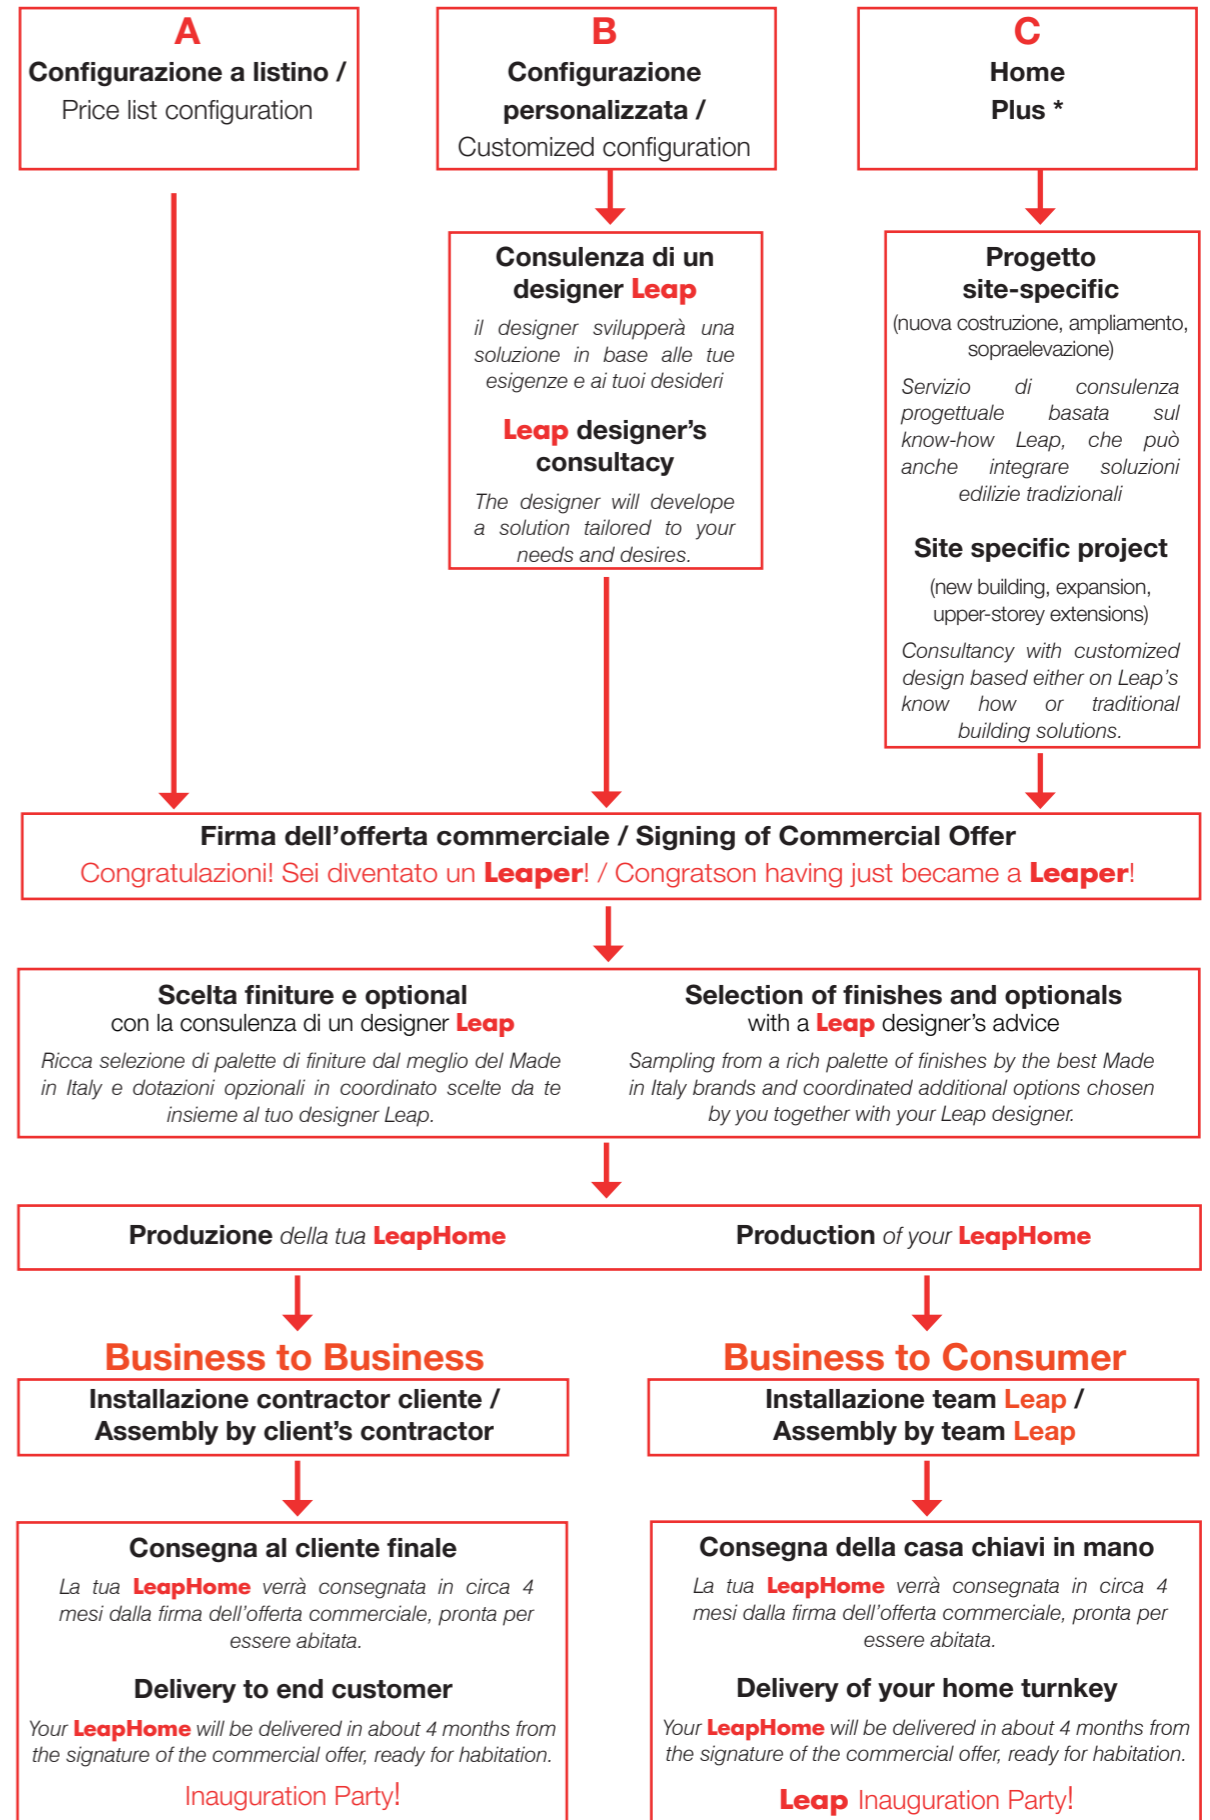 A
Configurazione a listino /
Price list configuration
B
Configurazione
personalizzata /
Customized configuration
C
Home
Plus *
Consulenza di un
designer Leap
il designer svilupperà una
soluzione in base alle tue
esigenze e ai tuoi desideri
Leap designer’s
consultacy
The designer will develope
a solution tailored to your
needs and desires.
Progetto
site-specific
(nuova costruzione, ampliamento,
sopraelevazione)
Servizio di consulenza
progettuale basata sul
know-how Leap, che può
anche integrare soluzioni
edilizie tradizionali
Site specific project
(new building, expansion,
upper-storey extensions)
Consultancy with customized
design based either on Leap’s
know how or traditional
building solutions.
Firma dell’offerta commerciale / Signing of Commercial Offer
Congratulazioni! Sei diventato un Leaper! / Congratson having just became a Leaper!
Scelta finiture e optional
con la consulenza di un designer Leap
Ricca selezione di palette di finiture dal meglio del Made
in Italy e dotazioni opzionali in coordinato scelte da te
insieme al tuo designer Leap.
Selection of finishes and optionals
with a Leap designer’s advice
Sampling from a rich palette of finishes by the best Made
in Italy brands and coordinated additional options chosen
by you together with your Leap designer.
Produzione della tua LeapHome
Production of your LeapHome
Business to Business
Installazione contractor cliente /
Assembly by client’s contractor
Consegna al cliente finale
La tua LeapHome verrà consegnata in circa 4
mesi dalla firma dell’offerta commerciale, pronta per
essere abitata.
Delivery to end customer
Your LeapHome will be delivered in about 4 months from
the signature of the commercial offer, ready for habitation.
Inauguration Party!
Business to Consumer
Installazione team Leap /
Assembly by team Leap
Consegna della casa chiavi in mano
La tua LeapHome verrà consegnata in circa 4
mesi dalla firma dell’offerta commerciale, pronta per
essere abitata.
Delivery of your home turnkey
Your LeapHome will be delivered in about 4 months from
the signature of the commercial offer, ready for habitation.
Leap Inauguration Party!